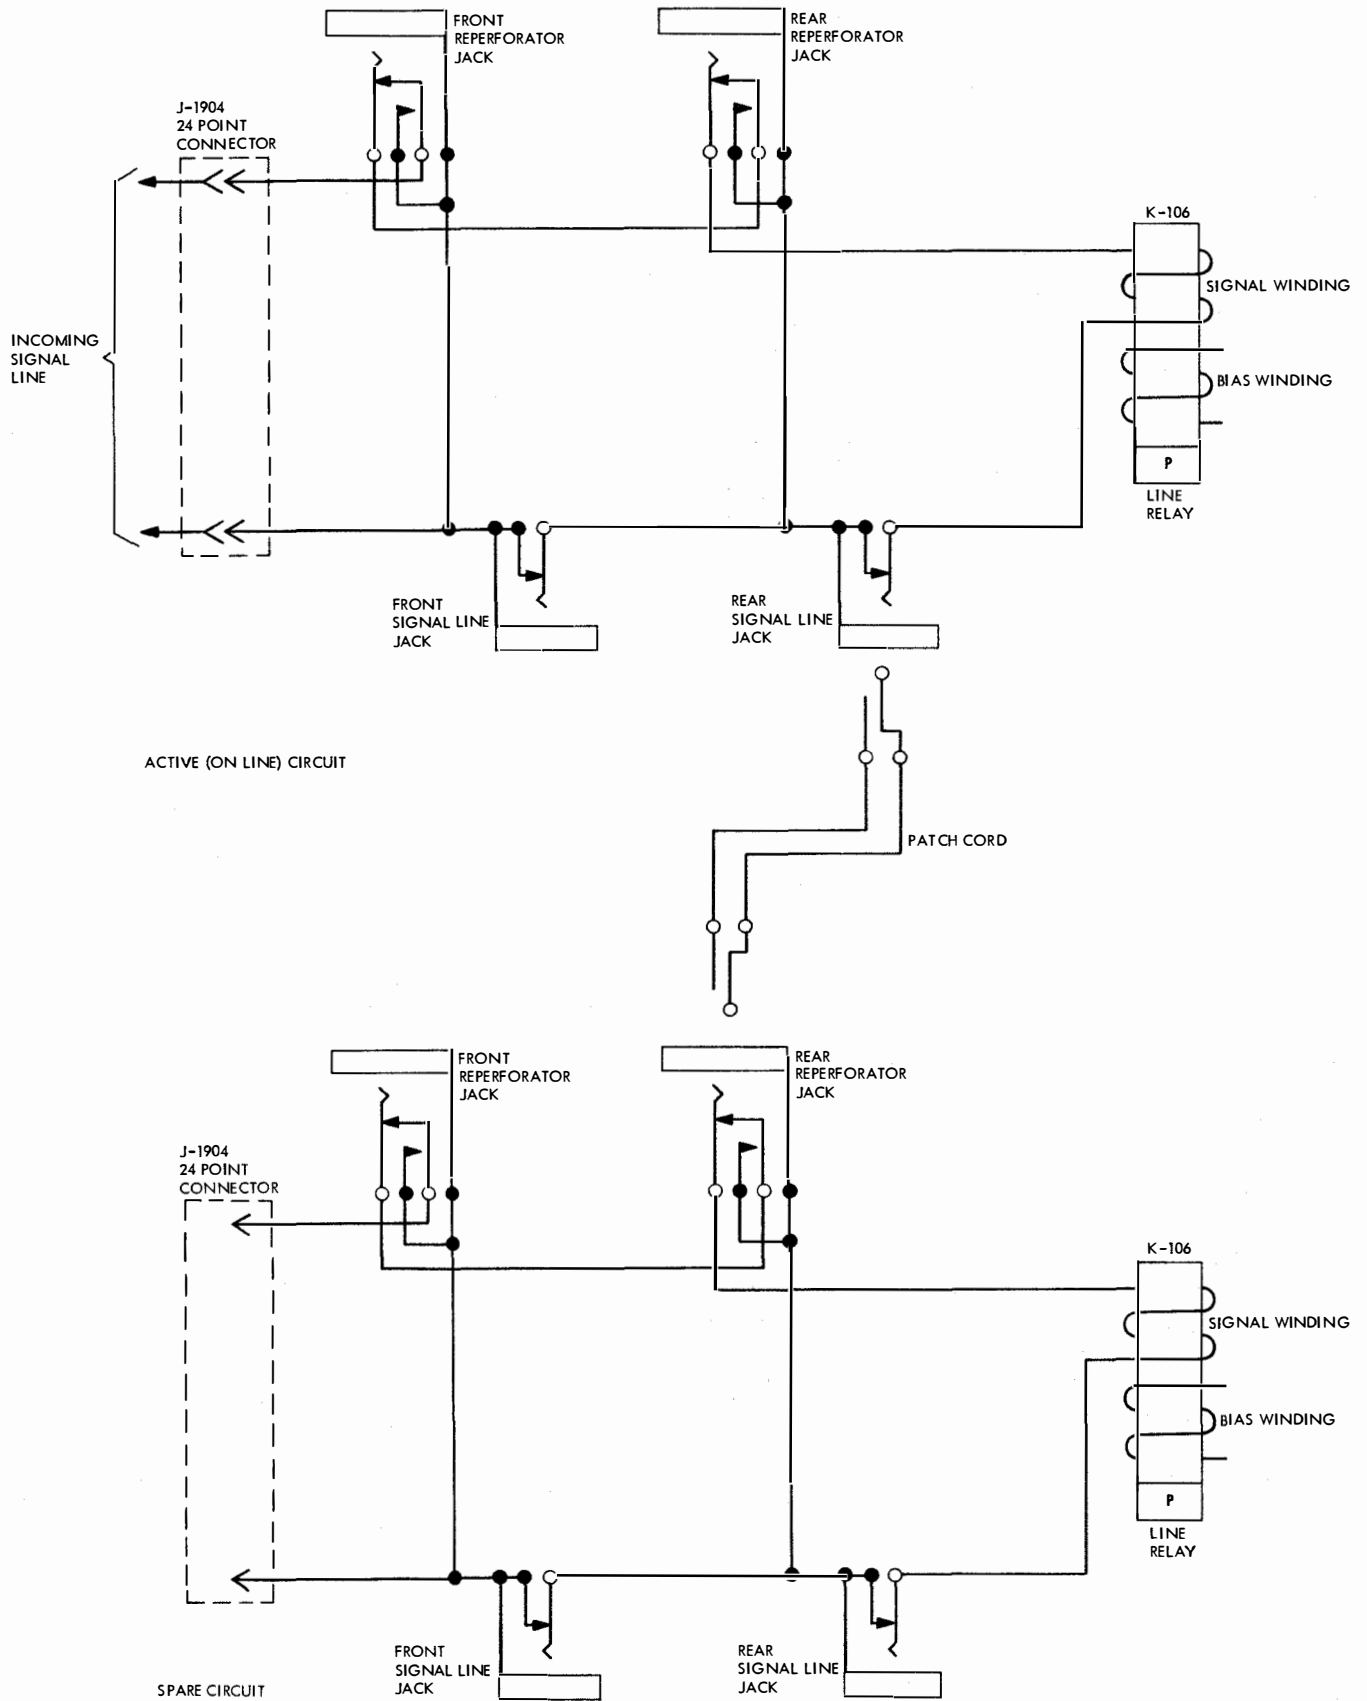 FRONT
REPERFORATOR
JACK
REAR
REPERFORATOR
JACK
J-1904
24 POINT
CONNECTOR
K-106
SIGNAL WINDING
INCOMING
SIGNAL
LINE
BIAS WINDING
P
LINE
RELAY
FRONT
SIGNAL LINE
JACK
REAR
SIGNAL LINE
JACK
ACTIVE (ON LINE) CIRCUIT
PATCH CORD
FRONT
REPERFORATOR
JACK
REAR
REPERFORATOR
JACK
J-1904
24 POINT
CONNECTOR
K-106
SIGNAL WINDING
BIAS WINDING
P
LINE
RELAY
FRONT
SIGNAL LINE
JACK
REAR
SIGNAL LINE
JACK
SPARE CIRCUIT